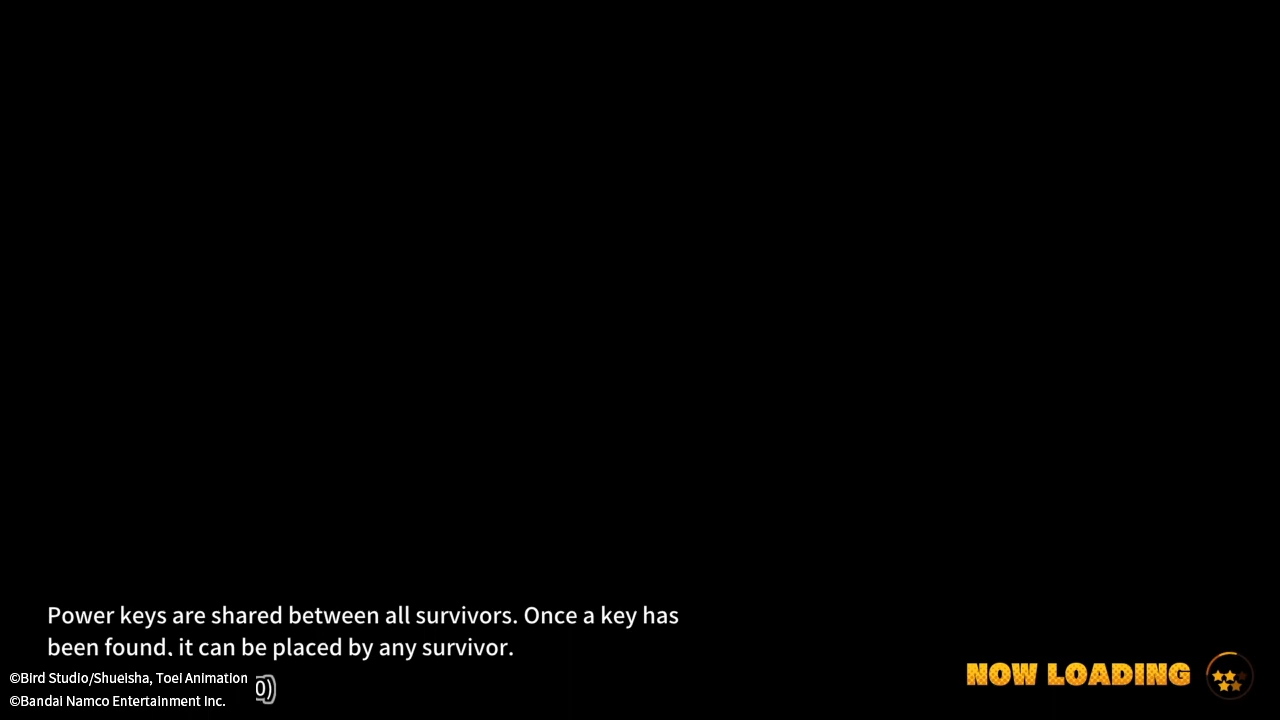 Power keys are shared between all survivors. Once a key has
been found, it can be placed by any survivor.
©Bird Studio/Shueisha, Toei Animation
©Bandai Namco Entertainment Inc.
NOW LOADING